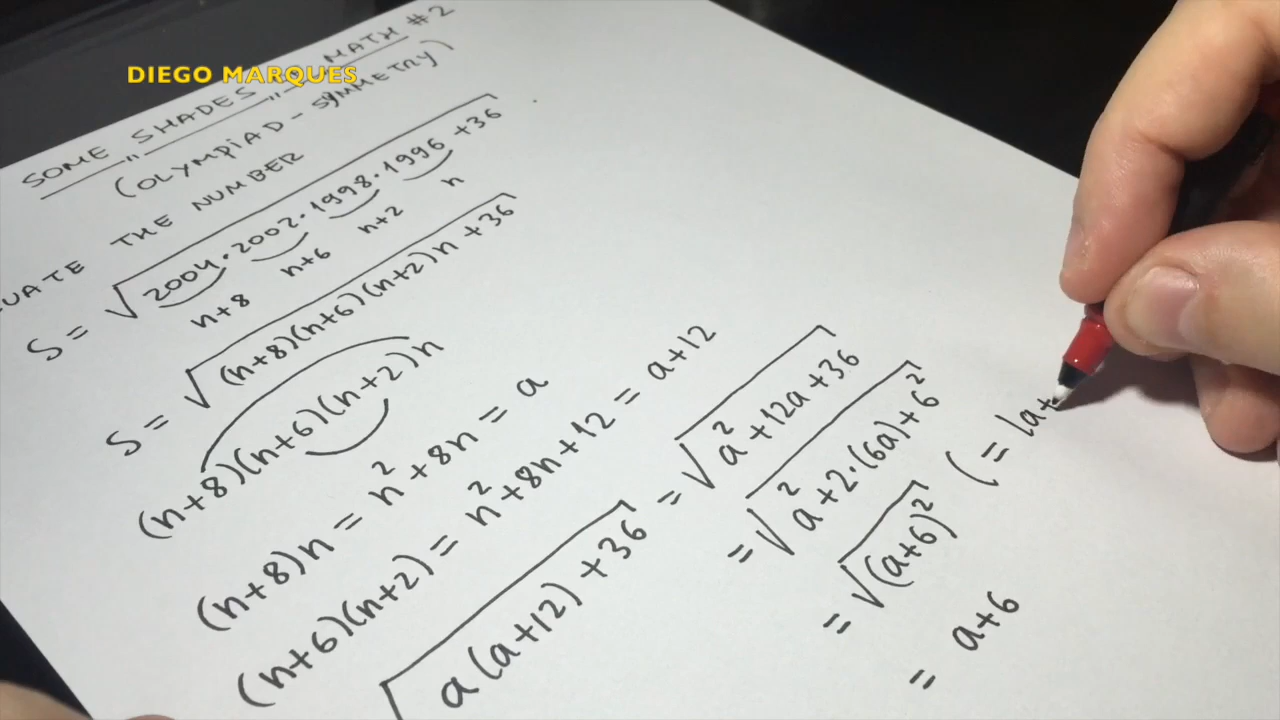 DIEGO MARQUES
SOME SHADES MATH #2
(OLYMPIAD - SYMMETRY)
UATE THE NUMBER
S = √(2004·2002·1998·1996 +36)
n+8 n+6 n+2 n
S = √((n+8)(n+6)(n+2)n +36)
(n+8)(n+6)(n+2)n
(n+8)n = n²+8n = a
(n+6)(n+2) = n²+8n+12 = a+12
√(a(a+12)+36) = √(a²+12a+36)
= √(a²+2·(6a)+6²)
= √((a+6)²) (= |a+
= a+6